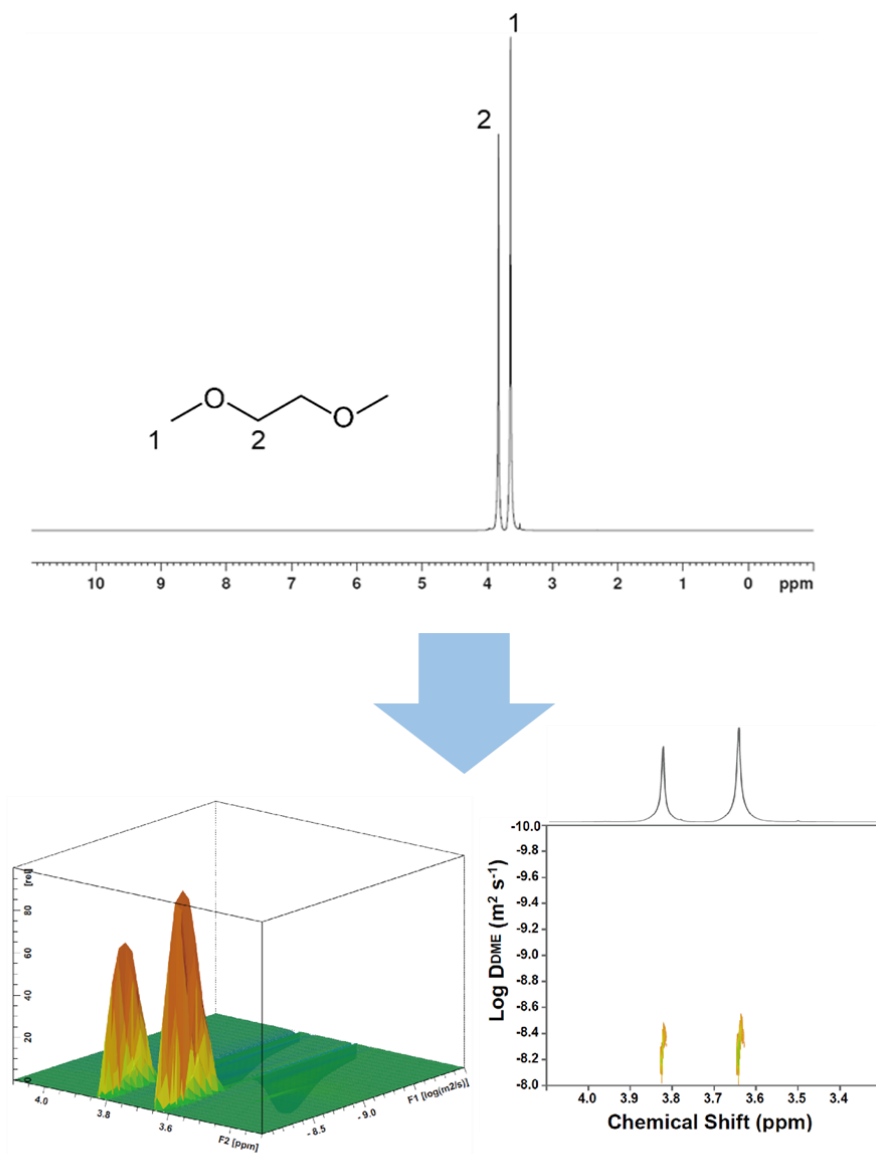 1
2
O
O
1
2
10 9 8 7 6 5 4 3 2 1 0 ppm
[rel]
80
60
40
20
0
4.0
3.8
3.6
F2 [ppm]
-8.5
-9.0
F1 [log(m2/s)]
Log DDME (m² s⁻¹)
-10.0
-9.8
-9.6
-9.4
-9.2
-9.0
-8.8
-8.6
-8.4
-8.2
-8.0
4.0 3.9 3.8 3.7 3.6 3.5 3.4
Chemical Shift (ppm)